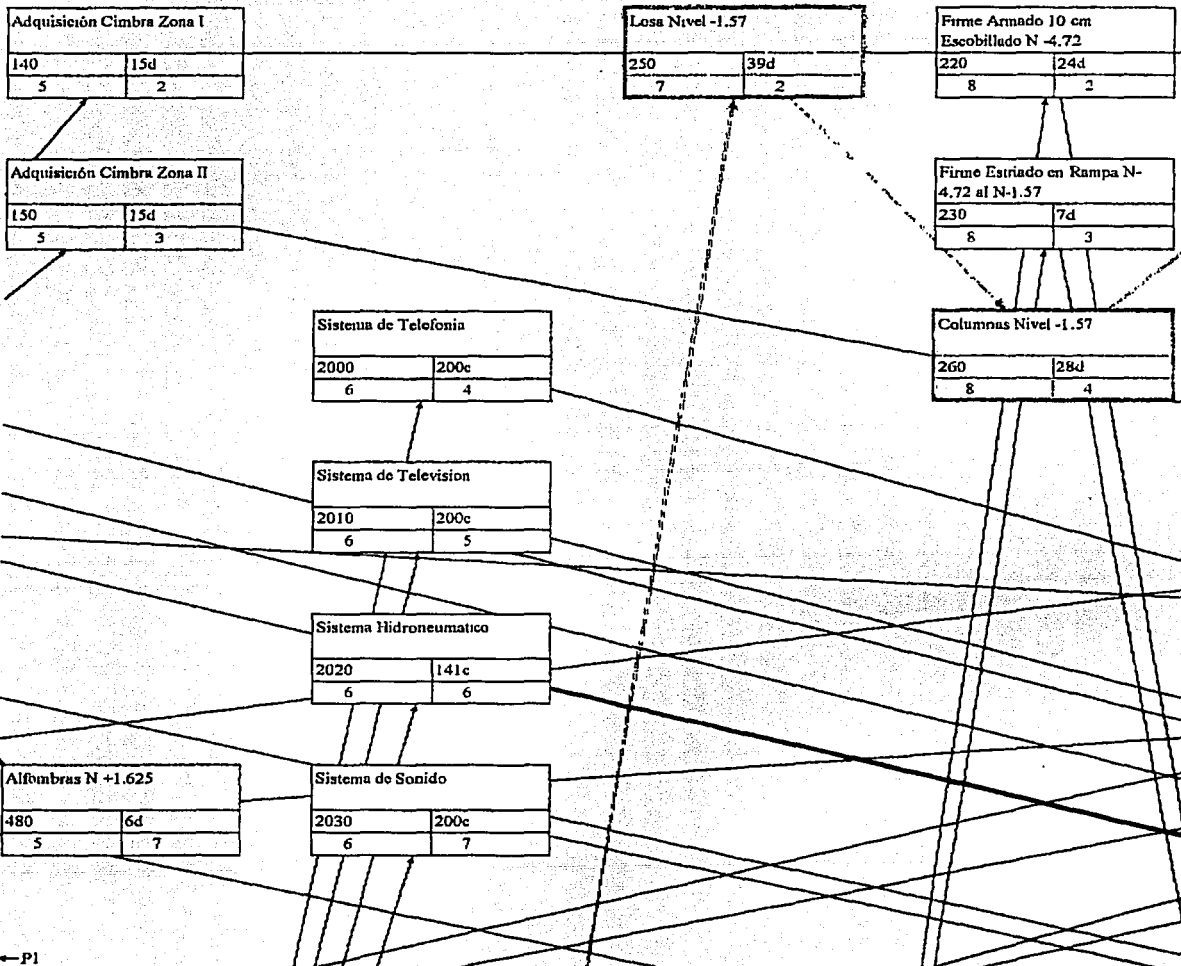 Adquisición Cimbra Zona I
140 15d
5 2
Losa Nivel -1.57
250 39d
7 2
Firme Armado 10 cm
Escobillado N -4.72
220 24d
8 2
Adquisición Cimbra Zona II
150 15d
5 3
Firme Estriado en Rampa N-
4.72 al N-1.57
230 7d
8 3
Sistema de Telefonia
2000 200c
6 4
Columnas Nivel -1.57
260 28d
8 4
Sistema de Television
2010 200c
6 5
Sistema Hidroneumatico
2020 141c
6 6
Alfombras N +1.625
480 6d
5 7
Sistema de Sonido
2030 200c
6 7
←P1